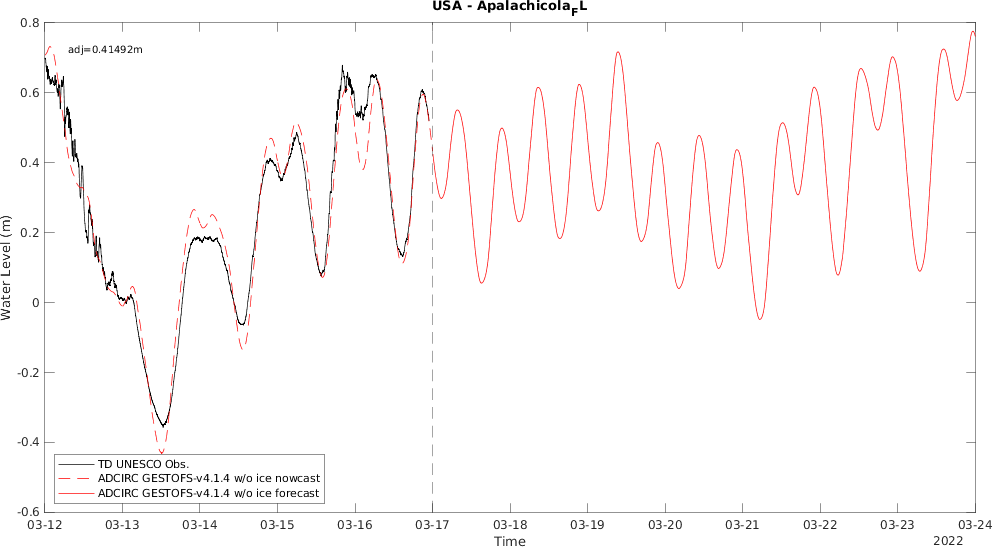 USA - Apalachicola_FL
adj=0.41492m
0.8
0.6
0.4
0.2
0
-0.2
-0.4
-0.6
Water Level (m)
TD UNESCO Obs.
ADCIRC GESTOFS-v4.1.4 w/o ice nowcast
ADCIRC GESTOFS-v4.1.4 w/o ice forecast
03-12 03-13 03-14 03-15 03-16 03-17 03-18 03-19 03-20 03-21 03-22 03-23 03-24
Time
2022